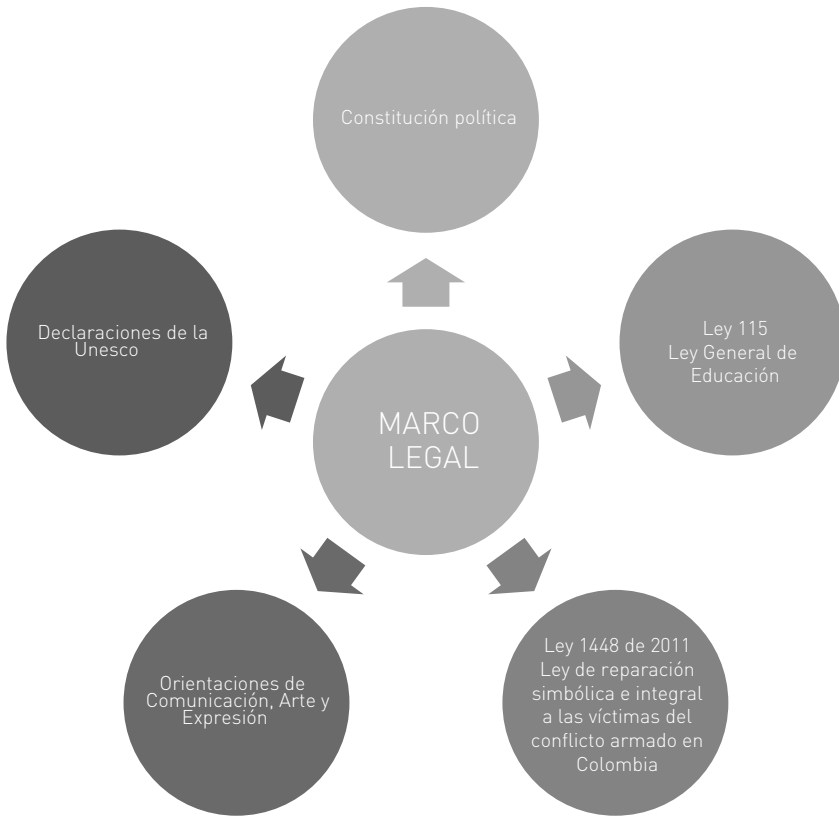 Constitución política
Declaraciones de la
Unesco
Ley 115
Ley General de
Educación
MARCO
LEGAL
Orientaciones de
Comunicación, Arte y
Expresión
Ley 1448 de 2011
Ley de reparación
simbólica e integral
a las víctimas del
conflicto armado en
Colombia